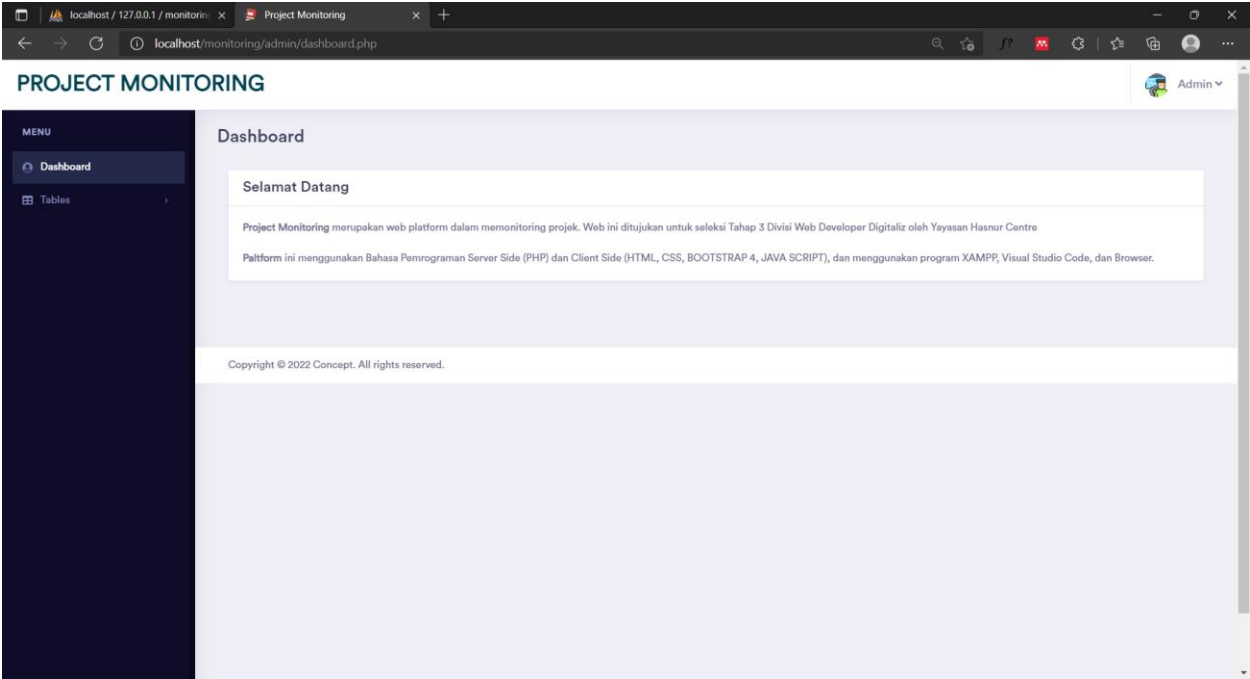 localhost / 127.0.0.1 / monitorin
Project Monitoring
localhost/monitoring/admin/dashboard.php
f?
PROJECT MONITORING
Admin
MENU
Dashboard
Tables
Dashboard
Selamat Datang
Project Monitoring merupakan web platform dalam memonitoring projek. Web ini ditujukan untuk seleksi Tahap 3 Divisi Web Developer Digitaliz oleh Yayasan Hasnur Centre
Paltform ini menggunakan Bahasa Pemrograman Server Side (PHP) dan Client Side (HTML, CSS, BOOTSTRAP 4, JAVA SCRIPT), dan menggunakan program XAMPP, Visual Studio Code, dan Browser.
Copyright © 2022 Concept. All rights reserved.